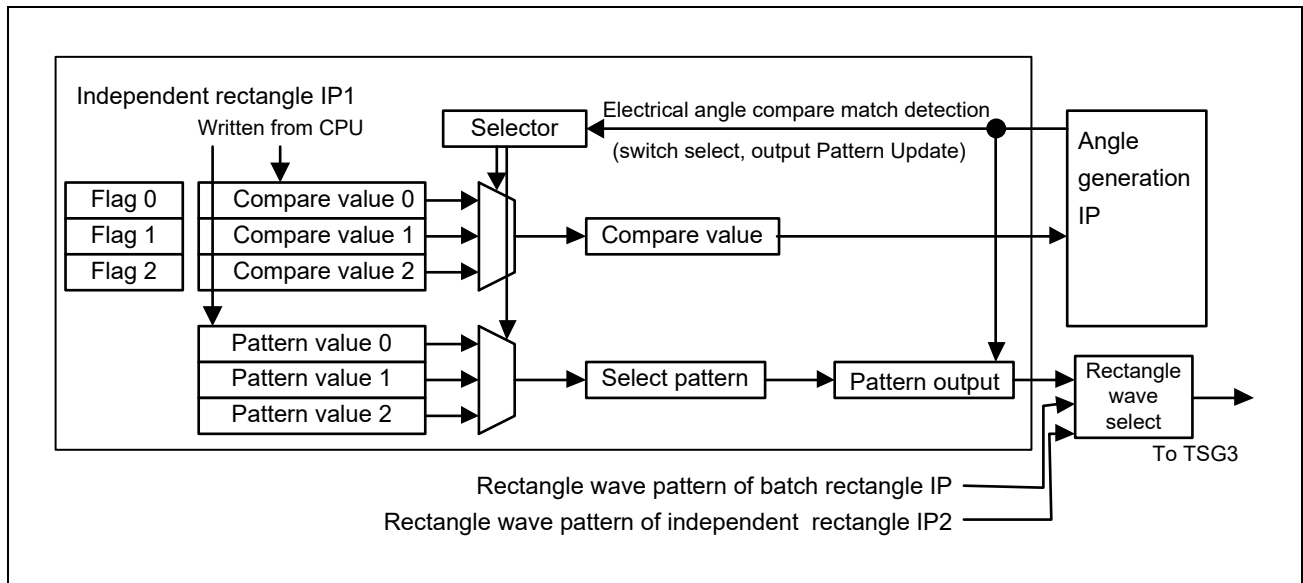 Independent rectangle IP1
Written from CPU
Selector
Electrical angle compare match detection
(switch select, output Pattern Update)
Angle
generation
IP
Flag 0
Flag 1
Flag 2
Compare value 0
Compare value 1
Compare value 2
Compare value
Pattern value 0
Pattern value 1
Pattern value 2
Select pattern
Pattern output
Rectangle
wave
select
To TSG3
Rectangle wave pattern of batch rectangle IP
Rectangle wave pattern of independent rectangle IP2